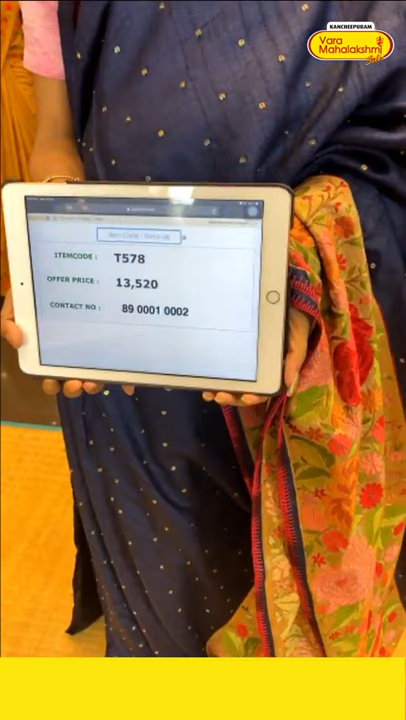 KANCHEEPURAM
Vara
Mahalakshmi
Silks
ITEMCODE : T578
OFFER PRICE : 13,520
CONTACT NO : 89 0001 0002